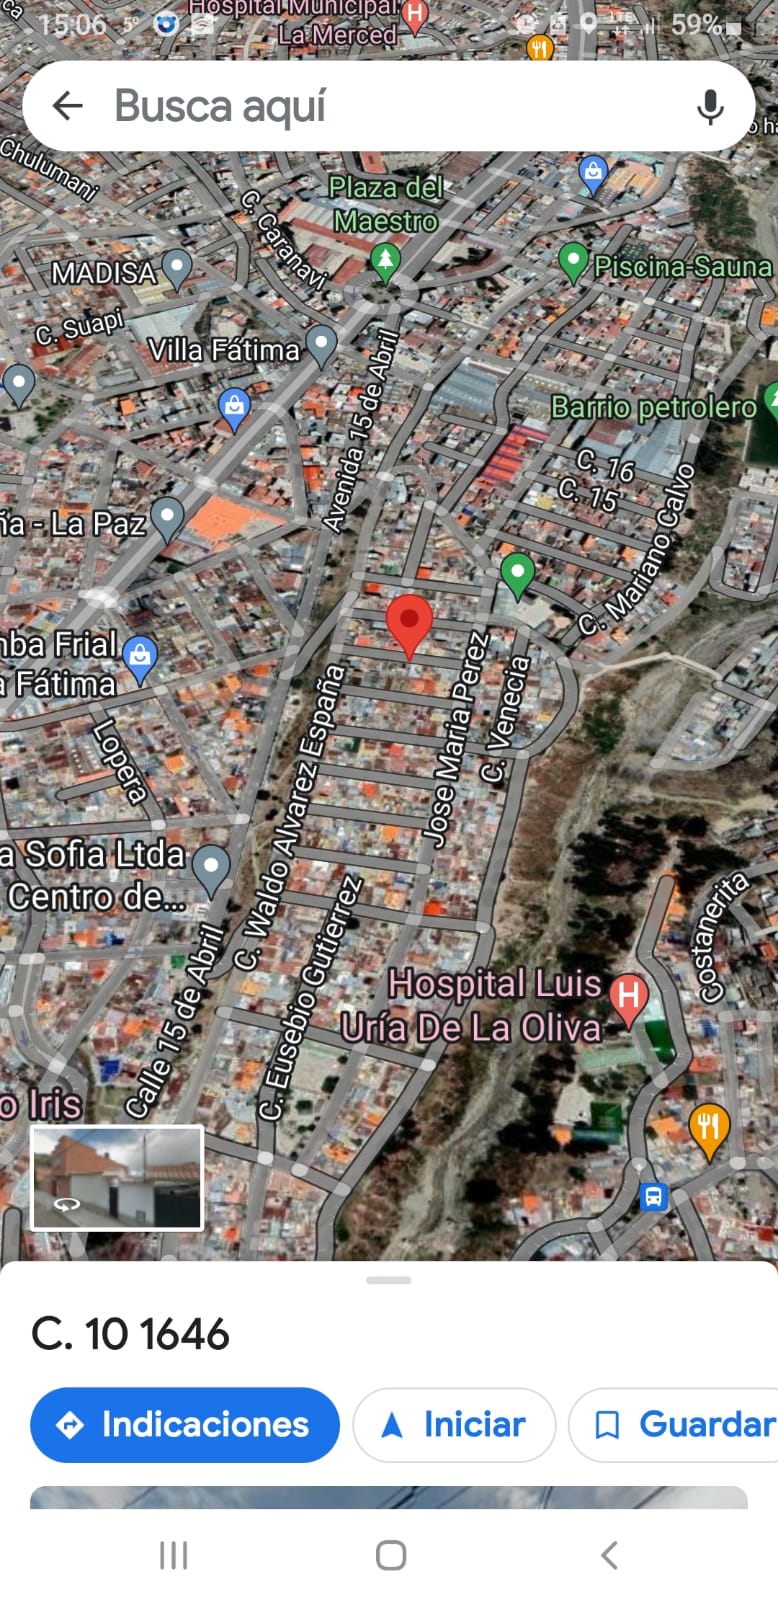 Hospital Municipal
La Merced
15:06 5° LTE 59%
Busca aquí
Chulumani
Plaza del
Maestro
C. Caranavi
MADISA
Piscina-Sauna
C. Suapi
Villa Fátima
Avenida 15 de Abril
Barrio petrolero
C. 16
C. 15
ña - La Paz
C. Mariano Calvo
mba Frial
a Fátima
C. Waldo Alvarez España
Jose Maria Perez
C. Venecia
Lopera
a Sofia Ltda
Centro de...
C. Eusebio Gutierrez
Costanerita
Hospital Luis
Uría De La Oliva
Calle 15 de Abril
o Iris
C. 10 1646
Indicaciones
Iniciar
Guardar